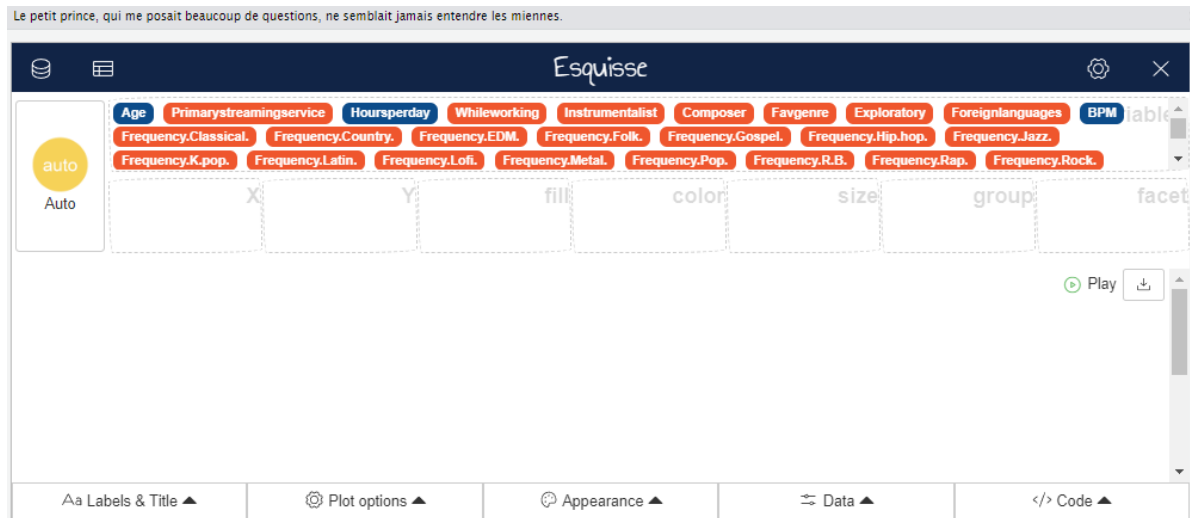 Le petit prince, qui me posait beaucoup de questions, ne semblait jamais entendre les miennes.
Esquisse
auto
Auto
Age Primarystreamingservice Hoursperday Whileworking Instrumentalist Composer Favgenre Exploratory Foreignlanguages BPM iable
Frequency.Classical. Frequency.Country. Frequency.EDM. Frequency.Folk. Frequency.Gospel. Frequency.Hip.hop. Frequency.Jazz.
Frequency.K.pop. Frequency.Latin. Frequency.Lofi. Frequency.Metal. Frequency.Pop. Frequency.R.B. Frequency.Rap. Frequency.Rock.
X Y fill color size group facet
Play
Aa Labels & Title Plot options Appearance Data </> Code